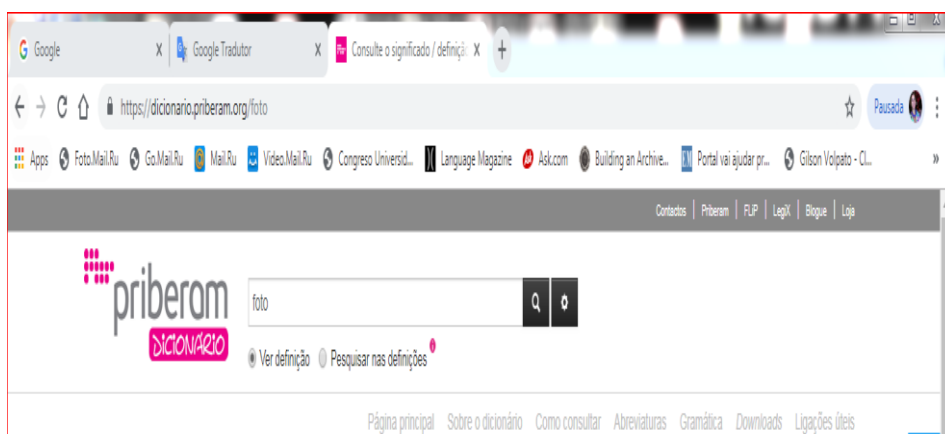 Google
Google Tradutor
Consulte o significado / definiçã
https://dicionario.priberam.org/foto
Pausada
Apps Foto.Mail.Ru Go.Mail.Ru Mail.Ru Video.Mail.Ru Congreso Universid... Language Magazine Ask.com Building an Archive... Portal vai ajudar pr... Gilson Volpato - Cl...
Contactos | Priberam | FLiP | LegiX | Blogue | Loja
priberam
DICIONÁRIO
foto
Ver definição Pesquisar nas definições
Página principal Sobre o dicionário Como consultar Abreviaturas Gramática Downloads Ligações úteis